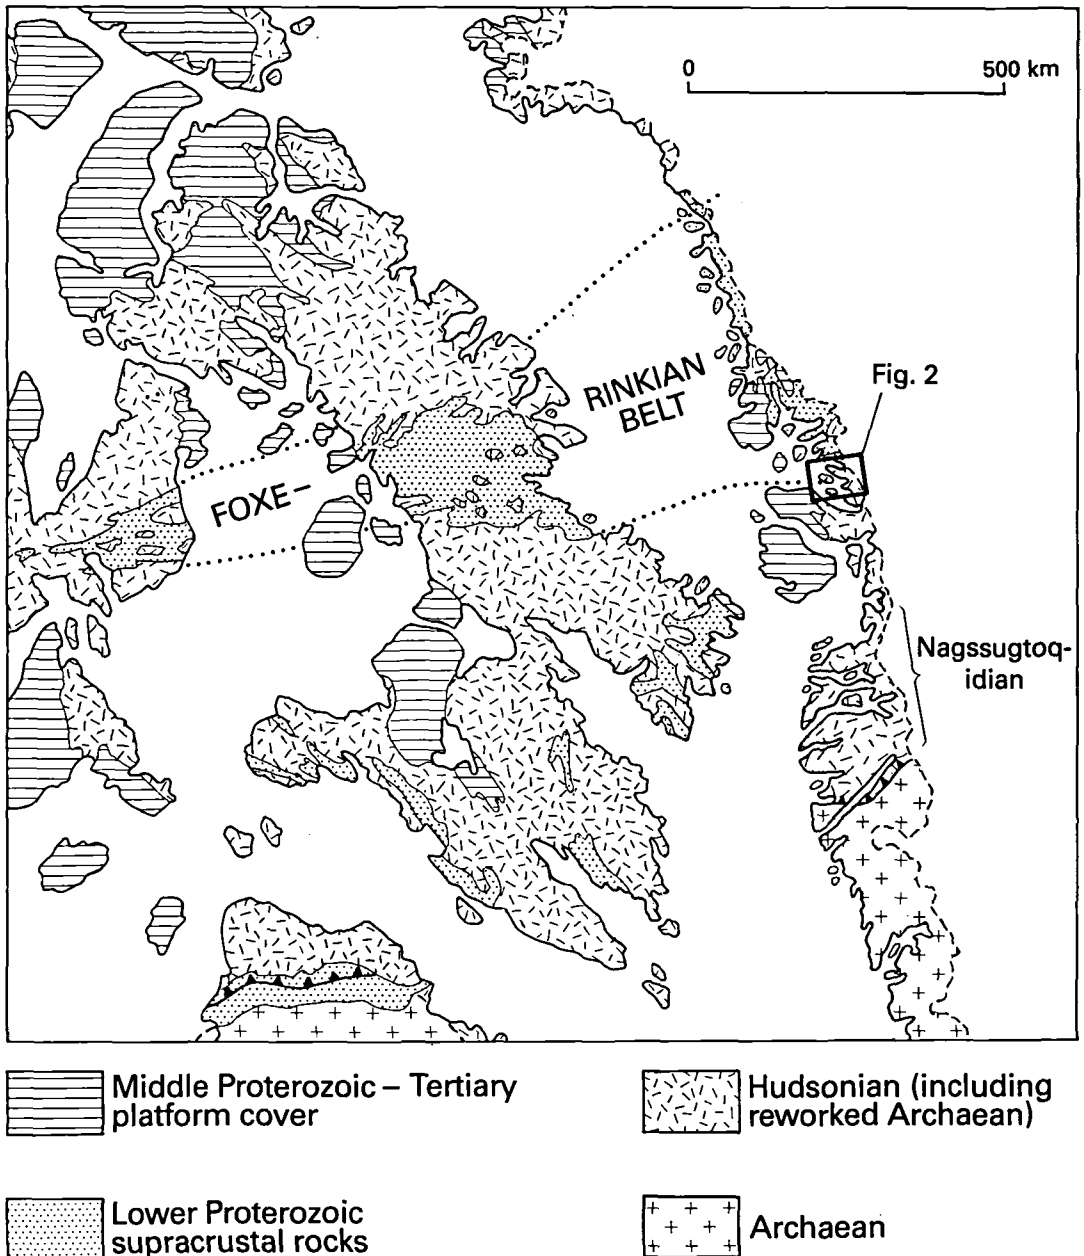 0 500 km
Fig. 2
RINKIAN
BELT
FOXE–
Nagssugtoq-
idian
Middle Proterozoic – Tertiary
platform cover
Hudsonian (including
reworked Archaean)
Lower Proterozoic
supracrustal rocks
Archaean